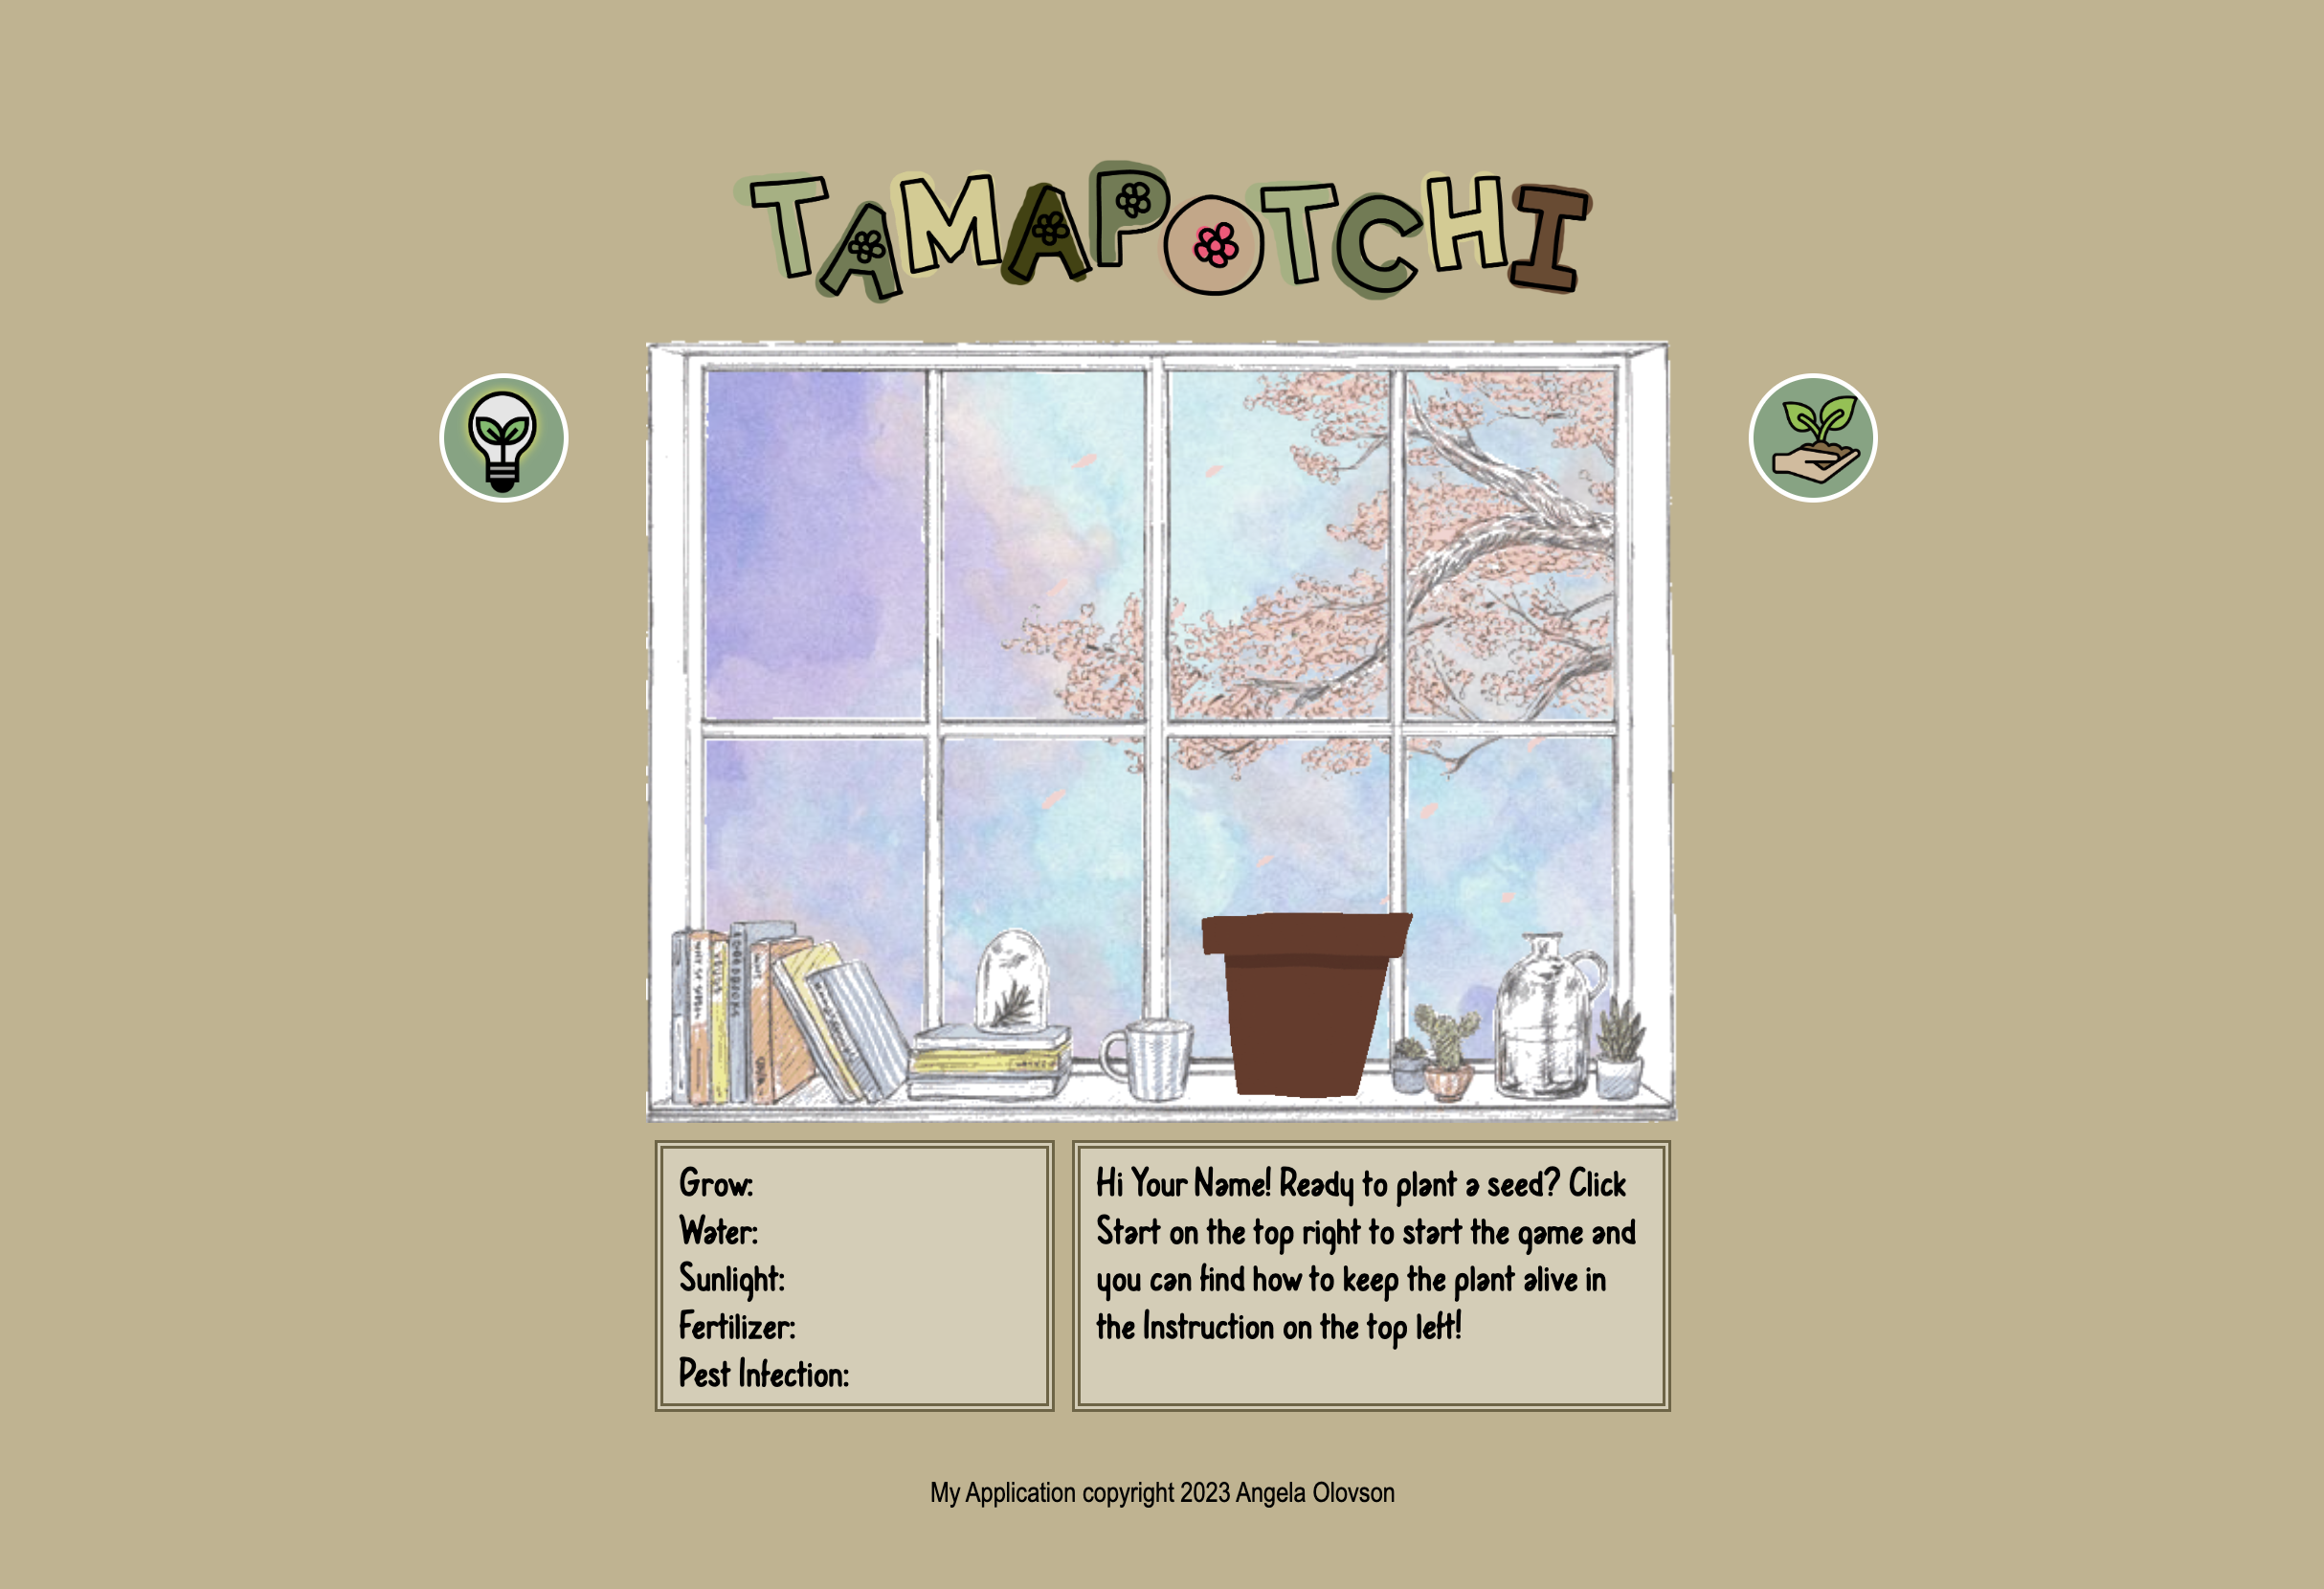 TAMAPOTCHI
Grow:
Water:
Sunlight:
Fertilizer:
Pest Infection:
Hi Your Name! Ready to plant a seed? Click
Start on the top right to start the game and
you can find how to keep the plant alive in
the Instruction on the top left!
My Application copyright 2023 Angela Olovson